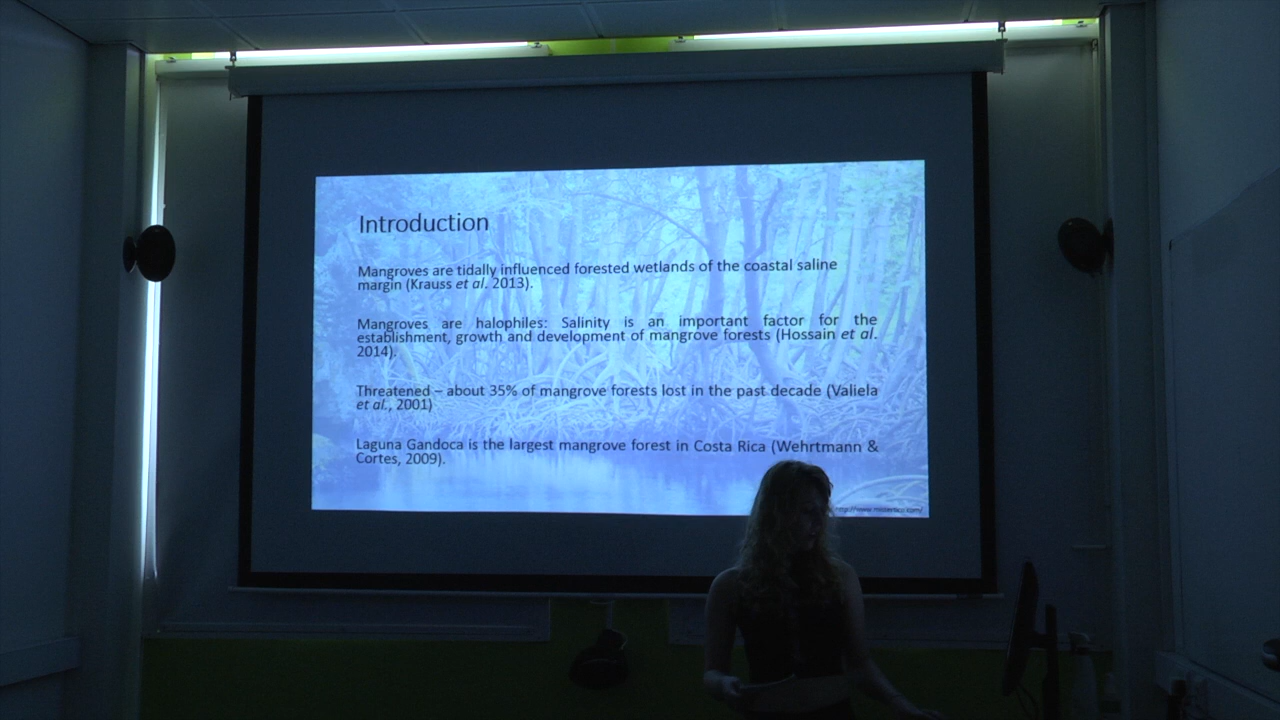 Introduction
Mangroves are tidally influenced forested wetlands of the coastal saline
margin (Krauss et al. 2013).
Mangroves are halophiles: Salinity is an important factor for the
establishment, growth and development of mangrove forests (Hossain et al.
2014).
Threatened – about 35% of mangrove forests lost in the past decade (Valiela
et al., 2001)
Laguna Gandoca is the largest mangrove forest in Costa Rica (Wehrtmann &
Cortes, 2009).